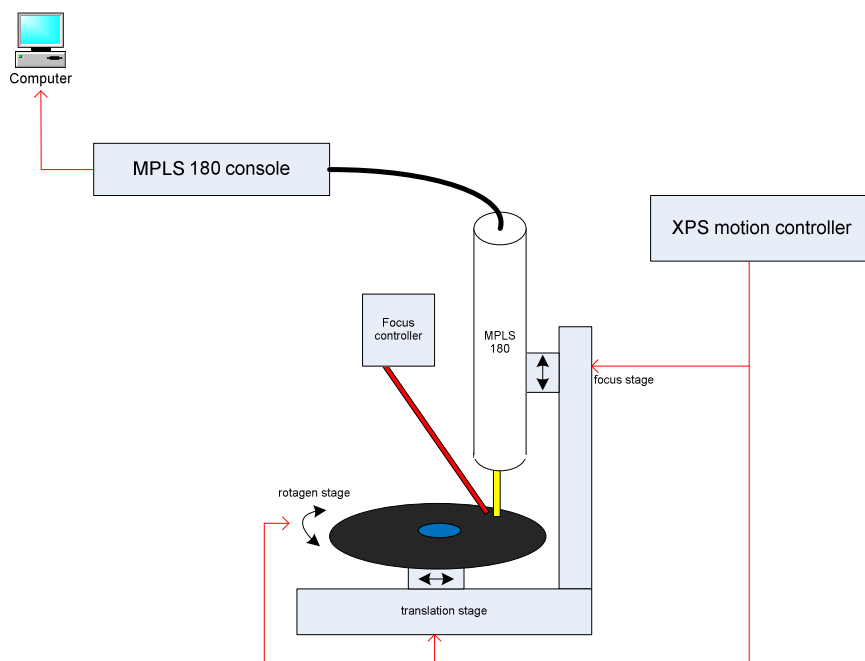 Computer
MPLS 180 console
XPS motion controller
Focus
controller
MPLS
180
focus stage
rotagen stage
translation stage